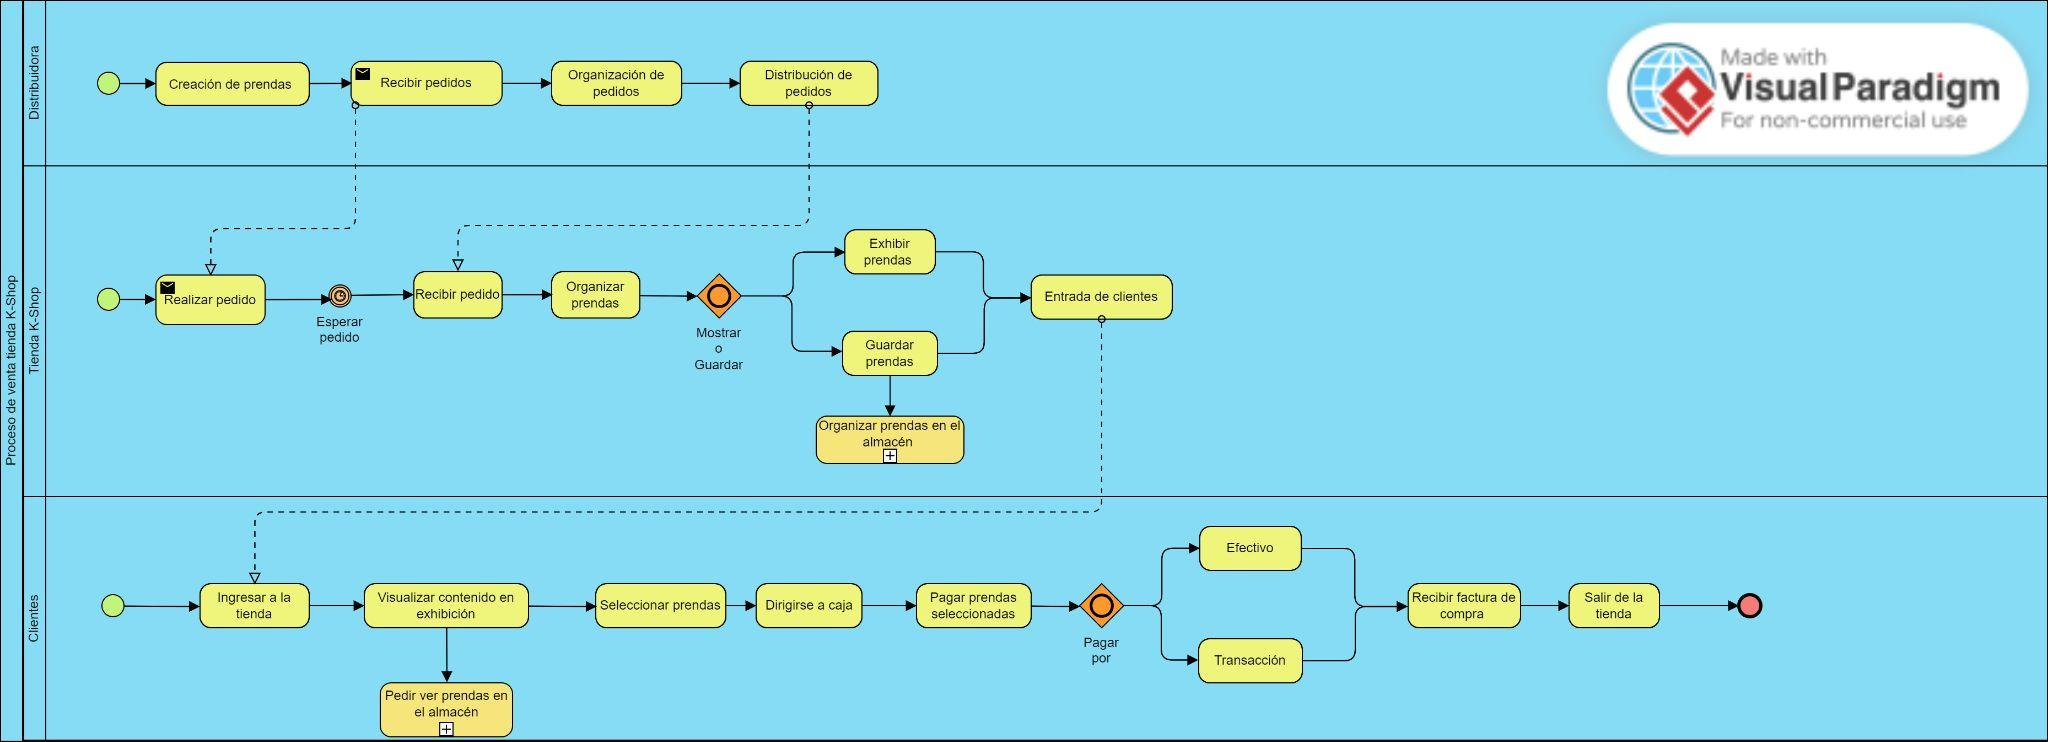 Proceso de venta tienda K-Shop
Distribuidora
Creación de prendas
Recibir pedidos
Organización de
pedidos
Distribución de
pedidos
Made with
Visual Paradigm
For non-commercial use
Tienda K-Shop
Realizar pedido
Esperar
pedido
Recibir pedido
Organizar
prendas
Mostrar
o
Guardar
Exhibir
prendas
Guardar
prendas
Organizar prendas en el
almacén
Entrada de clientes
Clientes
Ingresar a la
tienda
Visualizar contenido en
exhibición
Pedir ver prendas en
el almacén
Seleccionar prendas
Dirigirse a caja
Pagar prendas
seleccionadas
Pagar
por
Efectivo
Transacción
Recibir factura de
compra
Salir de la
tienda